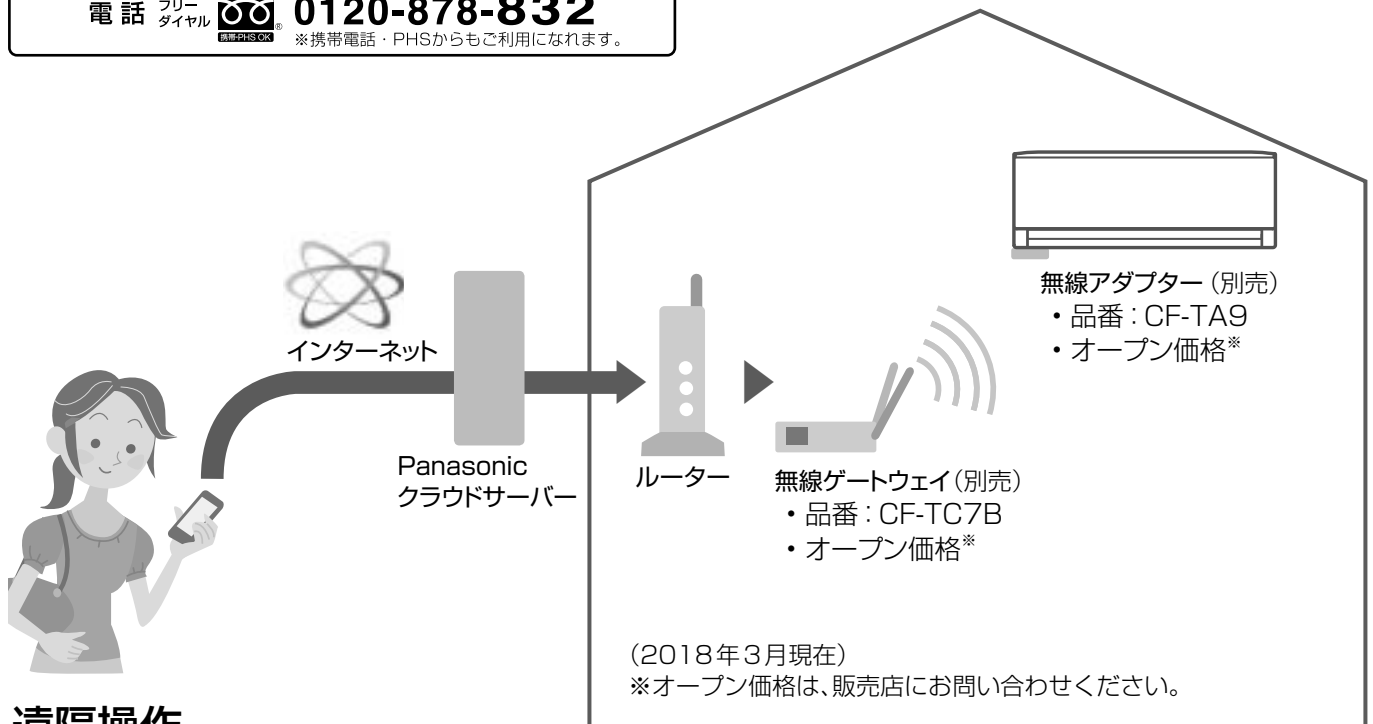 電話 フリーダイヤル 携帯・PHS OK ® 0120-878-832
※携帯電話・PHSからもご利用になれます。
無線アダプター(別売)
・品番：CF-TA9
・オープン価格※
インターネット
Panasonic
クラウドサーバー
ルーター
無線ゲートウェイ(別売)
・品番：CF-TC7B
・オープン価格※
(2018年3月現在)
※オープン価格は、販売店にお問い合わせください。
遠隔操作